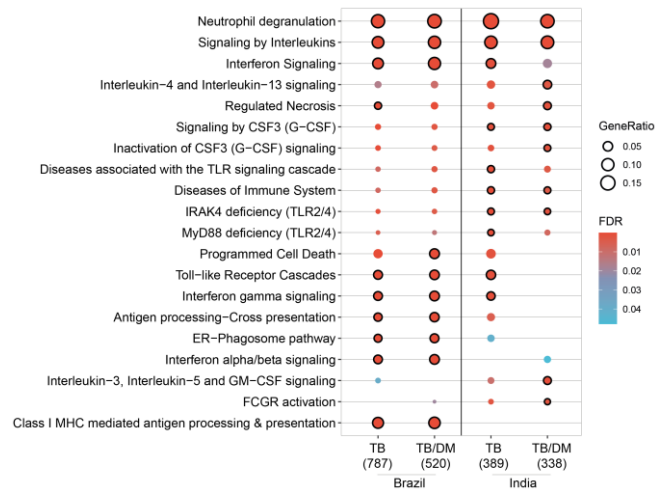 Neutrophil degranulation
Signaling by Interleukins
Interferon Signaling
Interleukin-4 and Interleukin-13 signaling
Regulated Necrosis
Signaling by CSF3 (G-CSF)
Inactivation of CSF3 (G-CSF) signaling
Diseases associated with the TLR signaling cascade
Diseases of Immune System
IRAK4 deficiency (TLR2/4)
MyD88 deficiency (TLR2/4)
Programmed Cell Death
Toll-like Receptor Cascades
Interferon gamma signaling
Antigen processing-Cross presentation
ER-Phagosome pathway
Interferon alpha/beta signaling
Interleukin-3, Interleukin-5 and GM-CSF signaling
FCGR activation
Class I MHC mediated antigen processing & presentation
TB TB/DM TB TB/DM
(787) (520) (389) (338)
Brazil India
GeneRatio
0.05
0.10
0.15
FDR
0.01
0.02
0.03
0.04